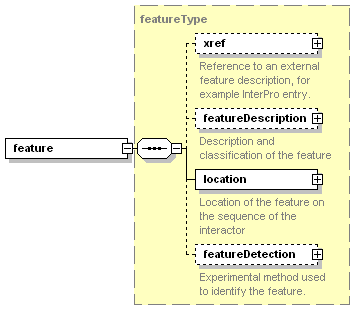 featureType
xref
Reference to an external
feature description, for
example InterPro entry.
featureDescription
Description and
classification of the feature
feature
location
Location of the feature on
the sequence of the
interactor
featureDetection
Experimental method used
to identify the feature.